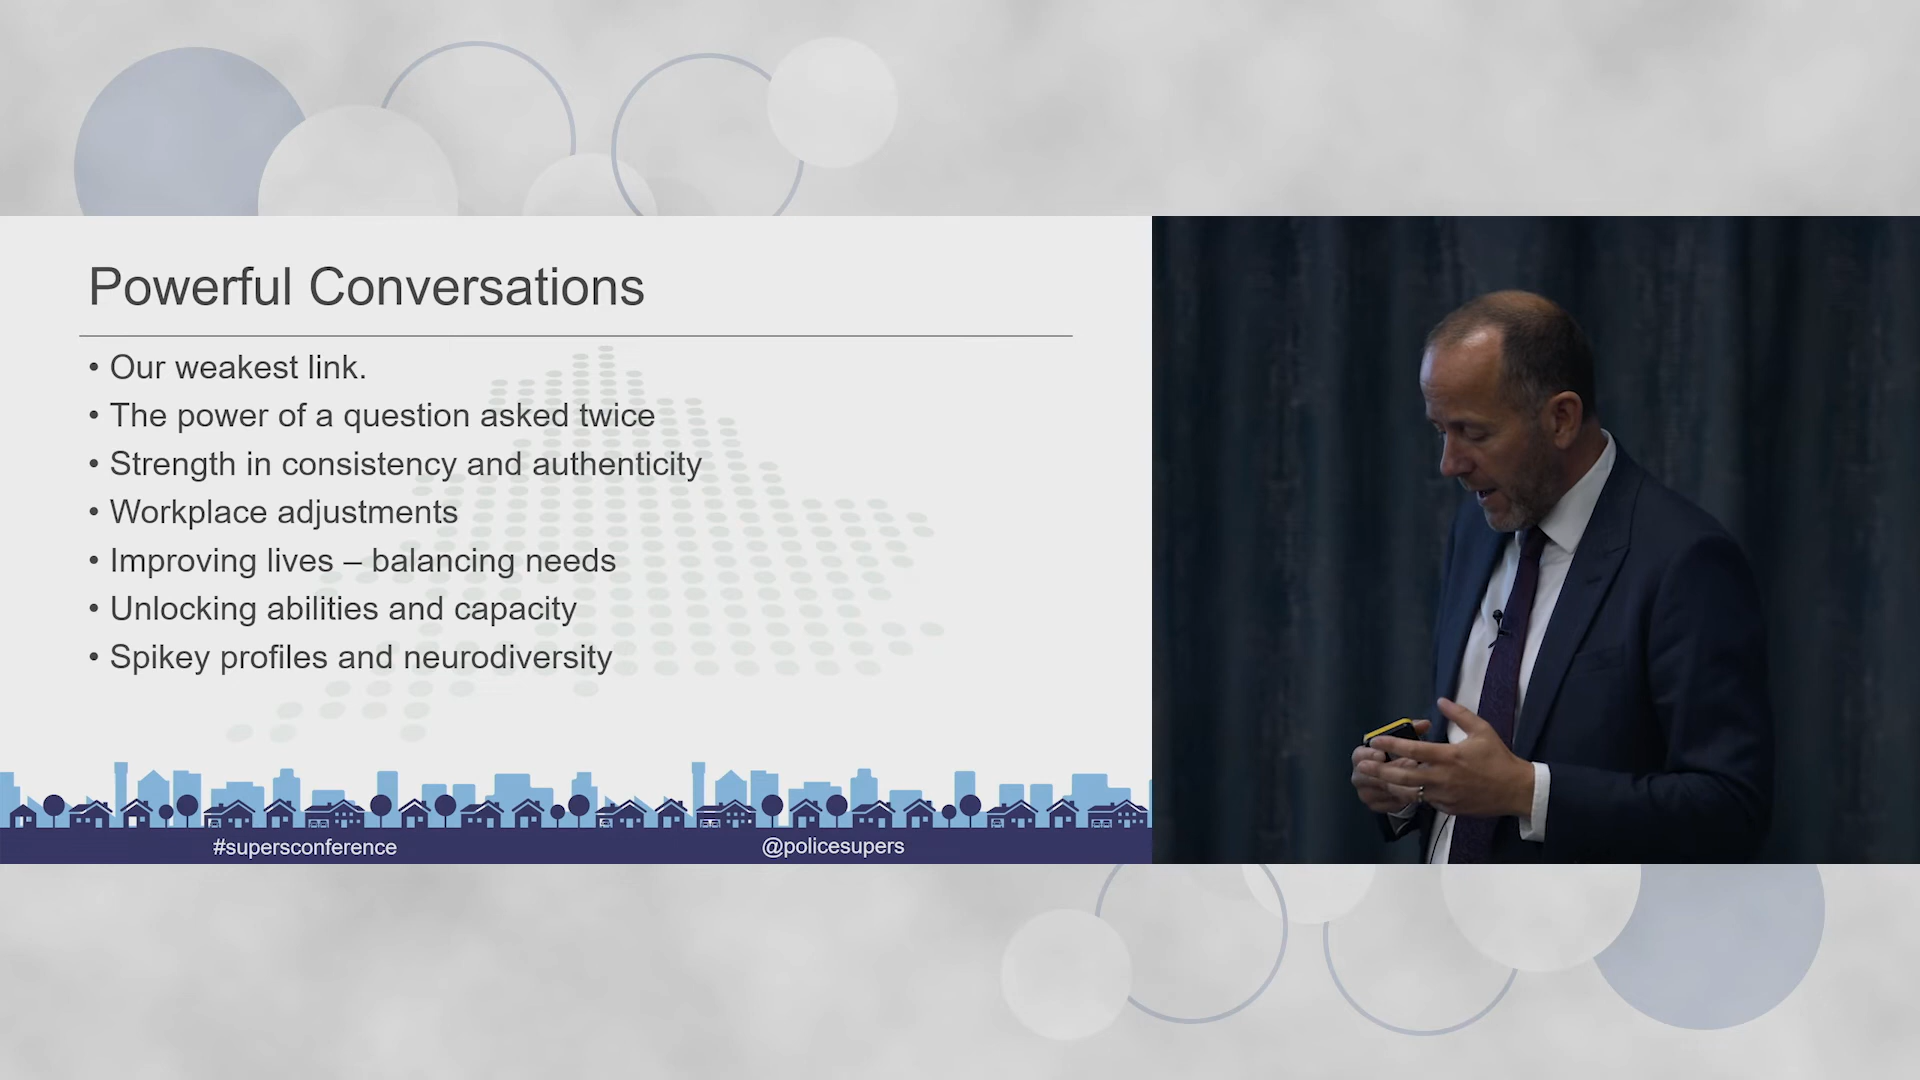 Powerful Conversations
• Our weakest link.
• The power of a question asked twice
• Strength in consistency and authenticity
• Workplace adjustments
• Improving lives – balancing needs
• Unlocking abilities and capacity
• Spikey profiles and neurodiversity
#supersconference
@policesupers